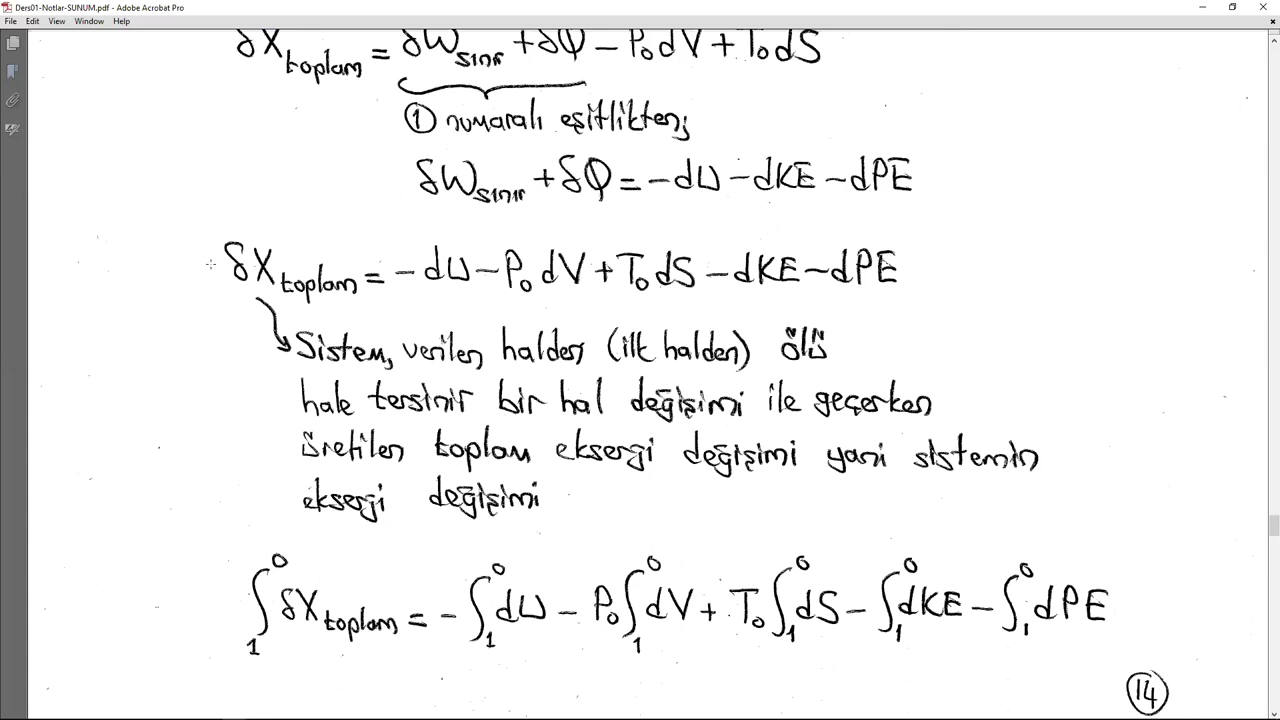 Ders01-Notlar-SUNUM.pdf - Adobe Acrobat Pro
File Edit View Window Help
δX_toplam = δW_sınır + δQ − P₀dV + T₀dS
① numaralı eşitlikten;
δW_sınır + δQ = −dU − dKE − dPE
δX_toplam = −dU − P₀dV + T₀dS − dKE − dPE
Sistem, verilen halden (ilk halden) ölü
hale tersinir bir hal değişimi ile geçerken
üretilen toplam eksergi değişimi yani sistemin
eksergi değişimi
∫₁⁰ δX_toplam = −∫₁⁰ dU − P₀∫₁⁰ dV + T₀∫₁⁰ dS − ∫₁⁰ dKE − ∫₁⁰ dPE
14